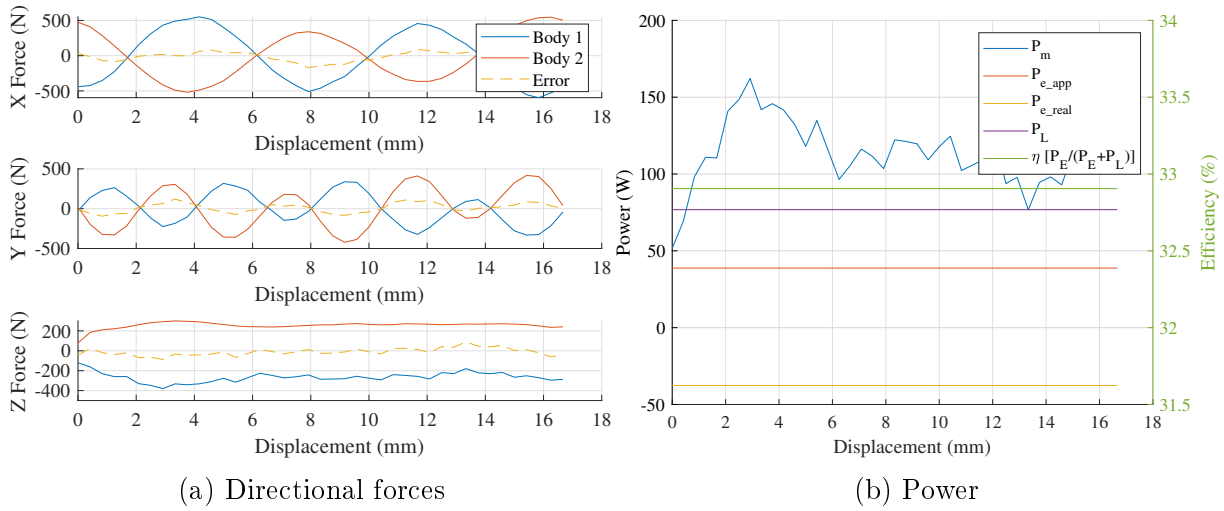 X Force (N)
500
0
-500
0 2 4 6 8 10 12 14 16 18
Displacement (mm)
Body 1
Body 2
Error
Y Force (N)
500
0
-500
0 2 4 6 8 10 12 14 16 18
Displacement (mm)
Z Force (N)
200
0
-200
-400
0 2 4 6 8 10 12 14 16 18
Displacement (mm)
(a) Directional forces
Power (W)
200
150
100
50
0
-50
0 2 4 6 8 10 12 14 16 18
Displacement (mm)
P_m
P_e_app
P_e_real
P_L
η [P_E/(P_E+P_L)]
34
33.5
33
32.5
32
31.5
Efficiency (%)
(b) Power